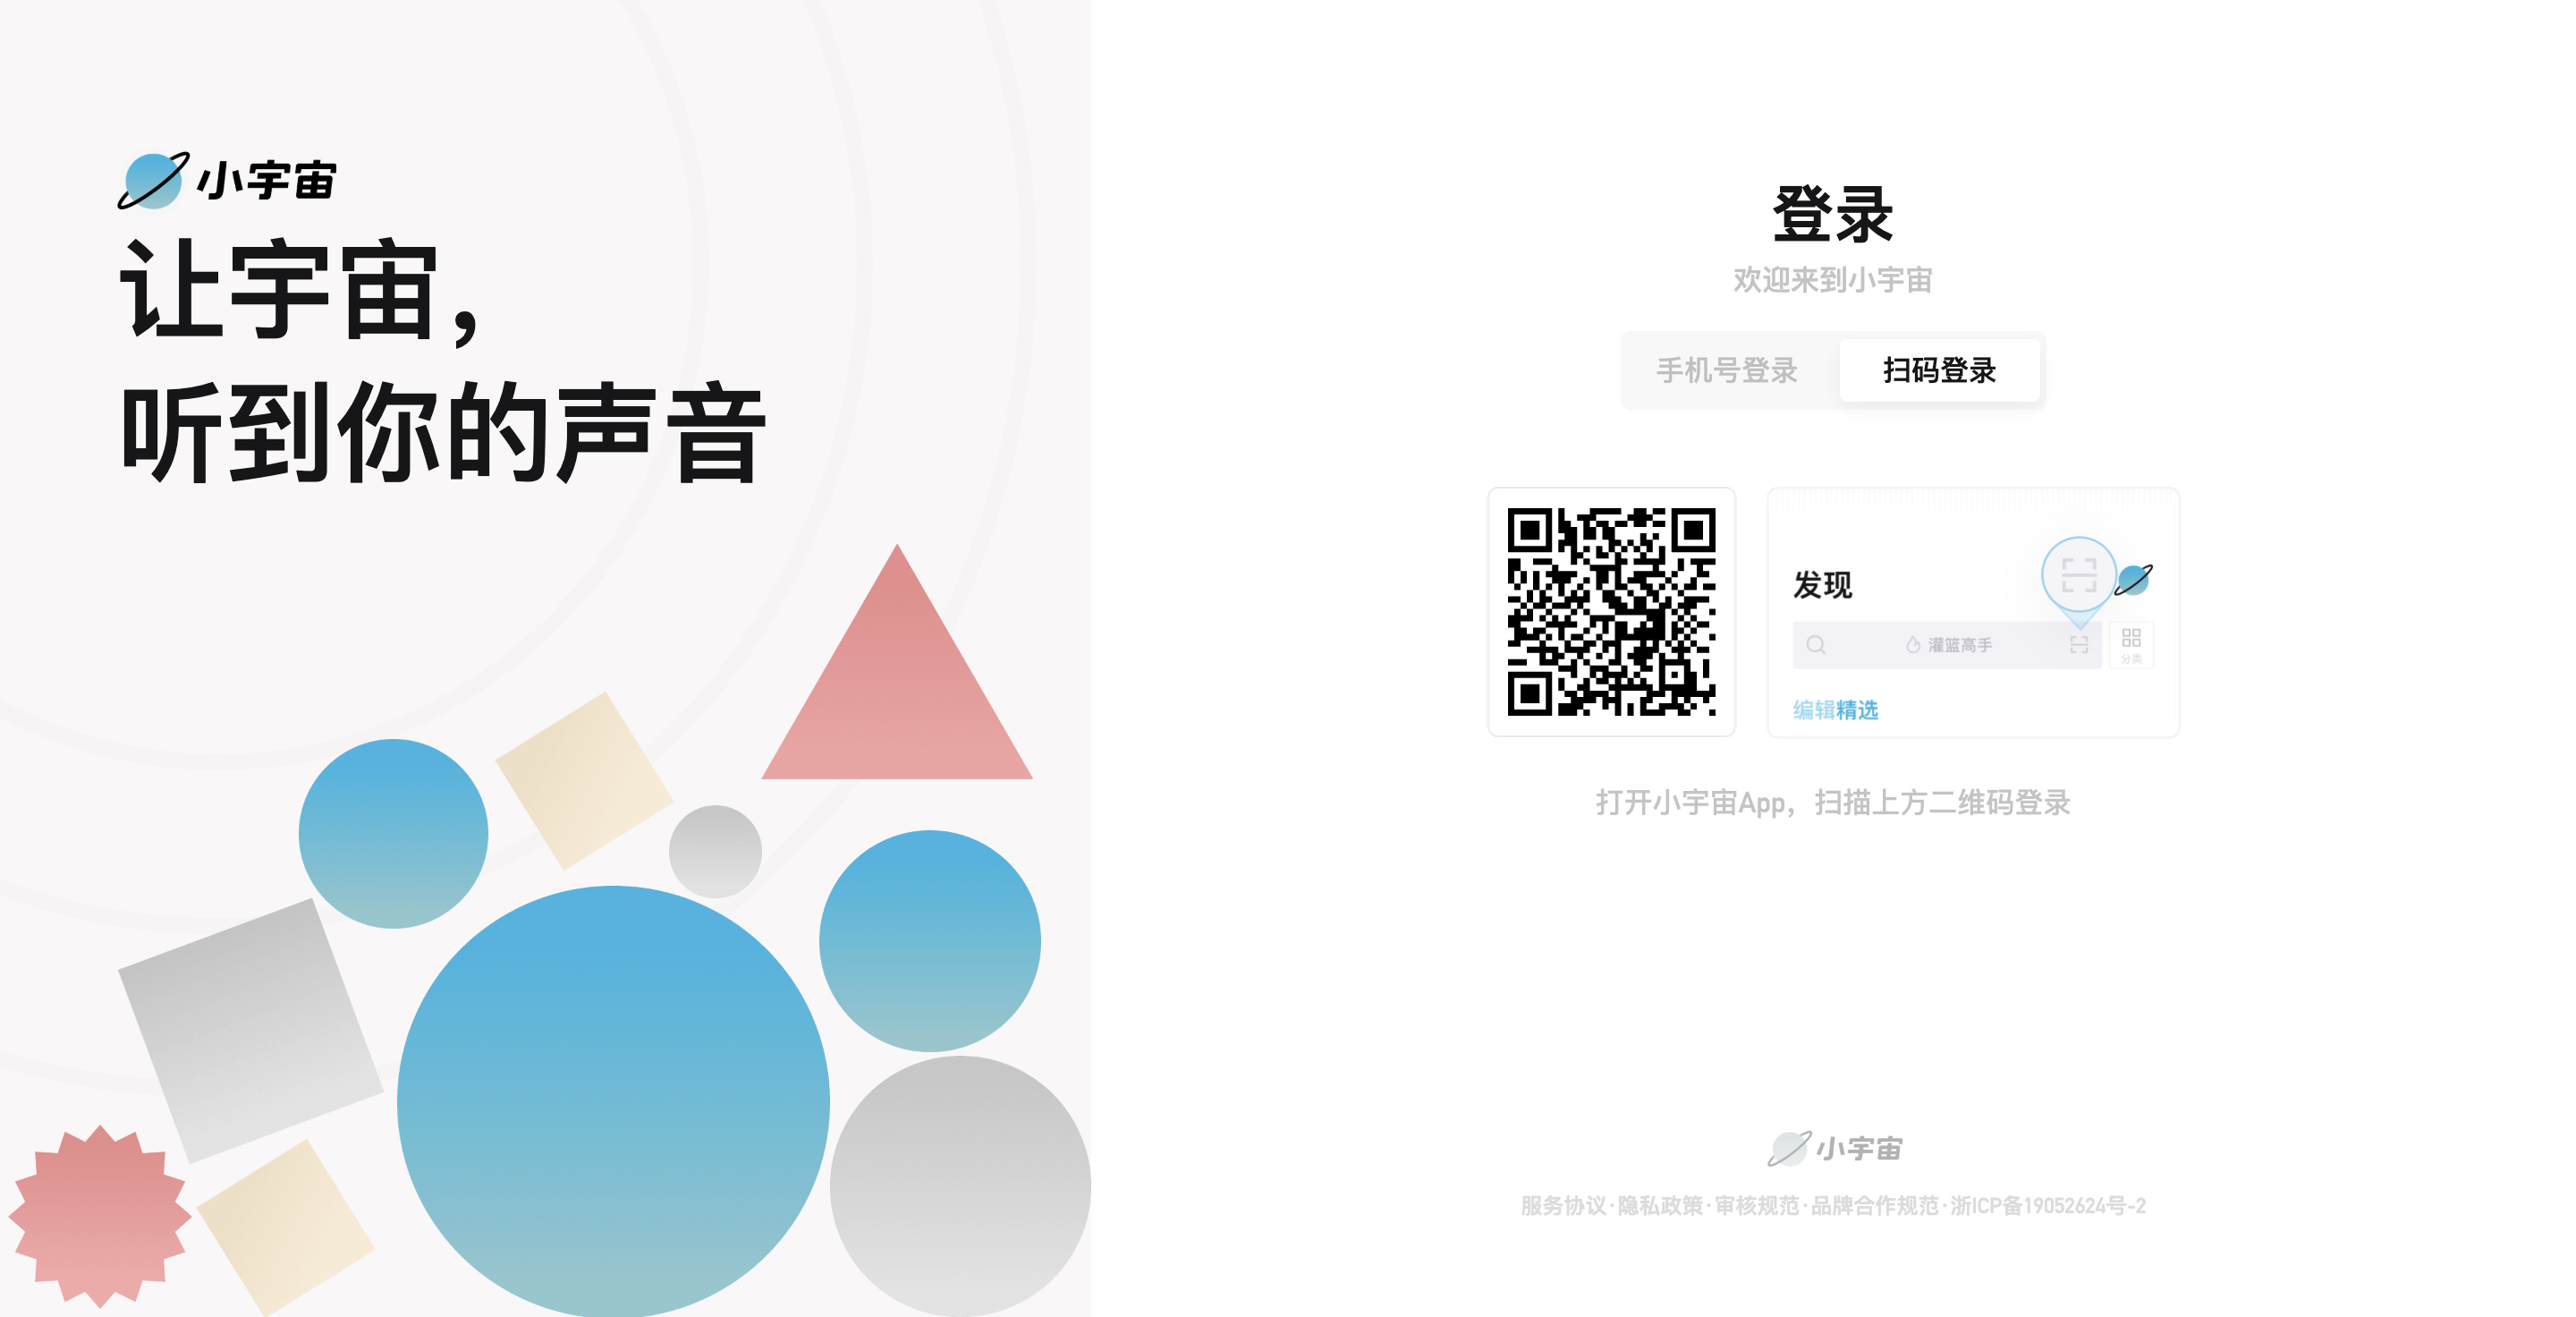 小宇宙
让宇宙，
听到你的声音
登录
欢迎来到小宇宙
手机号登录
扫码登录
发现
灌篮高手
分类
编辑精选
打开小宇宙App，扫描上方二维码登录
小宇宙
服务协议·隐私政策·审核规范·品牌合作规范·浙ICP备19052624号-2